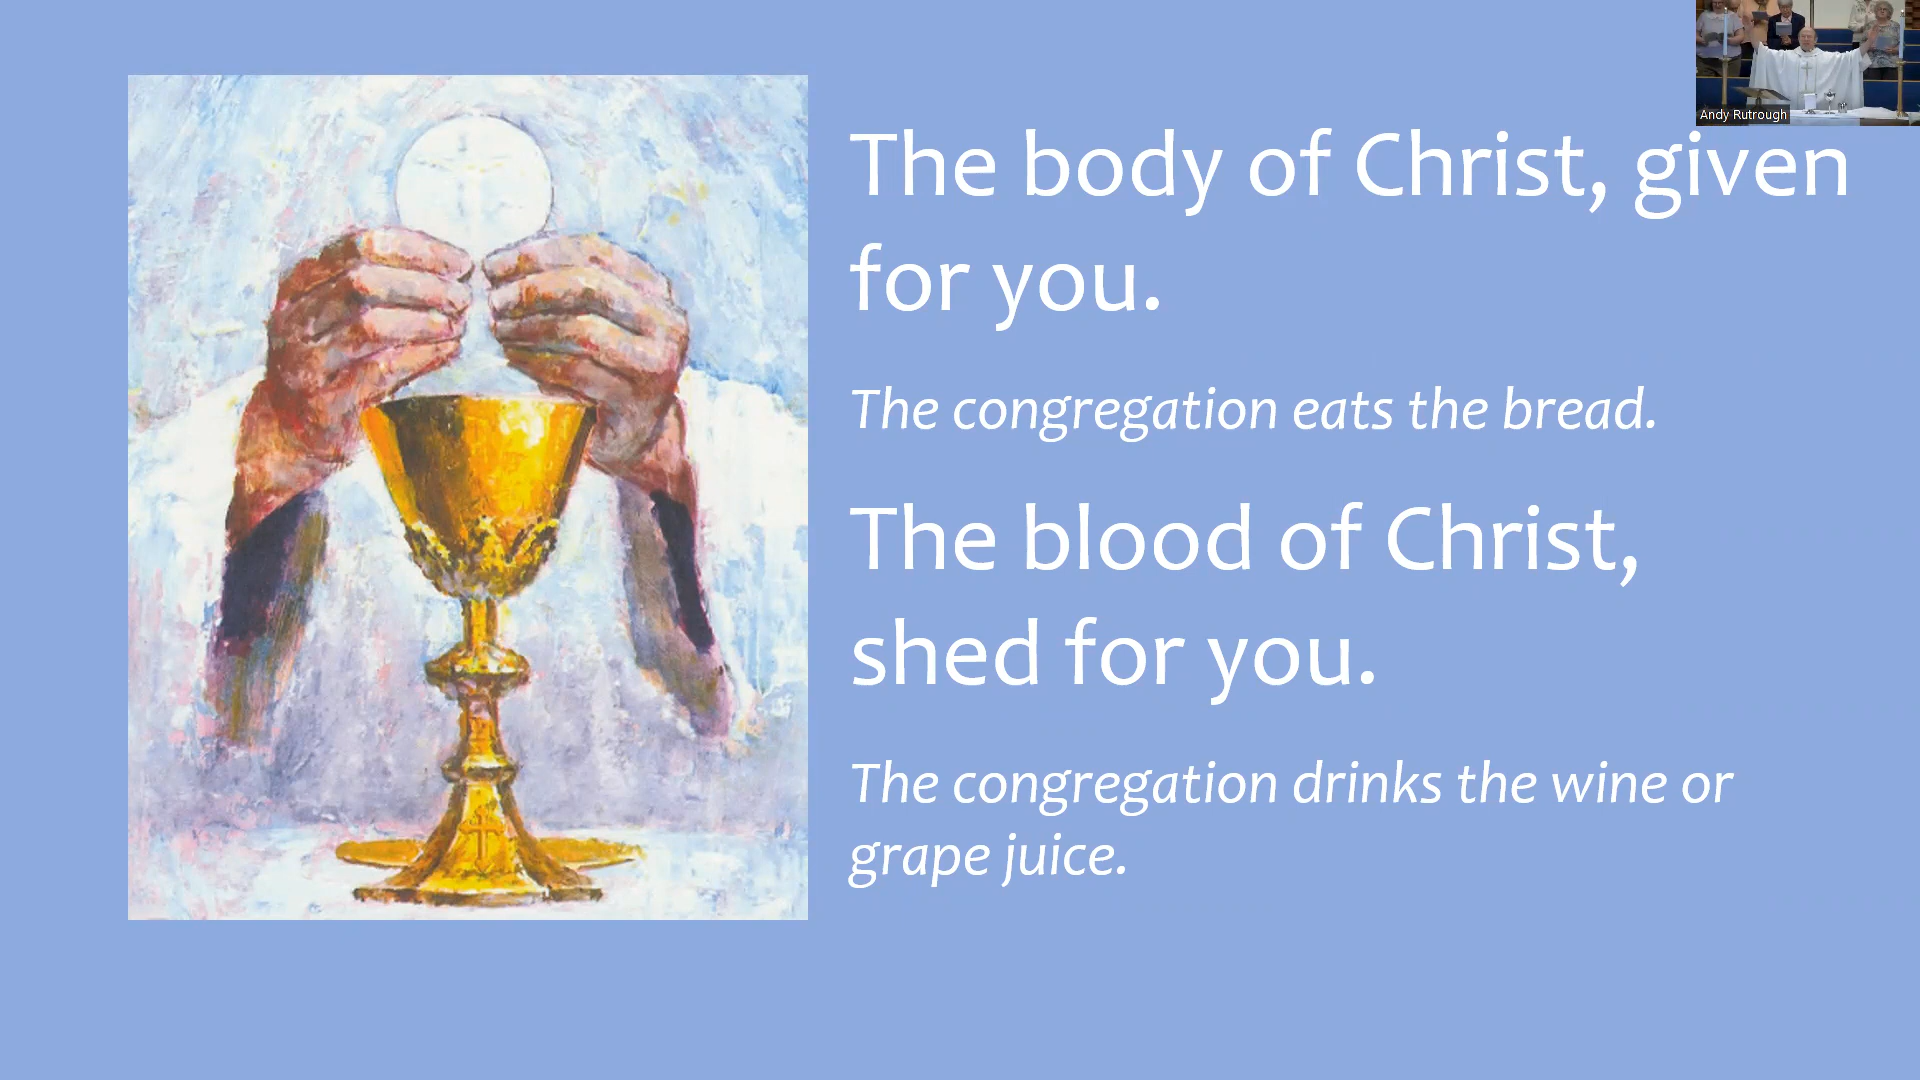 Andy Rutrough
The body of Christ, given
for you.
The congregation eats the bread.
The blood of Christ,
shed for you.
The congregation drinks the wine or
grape juice.